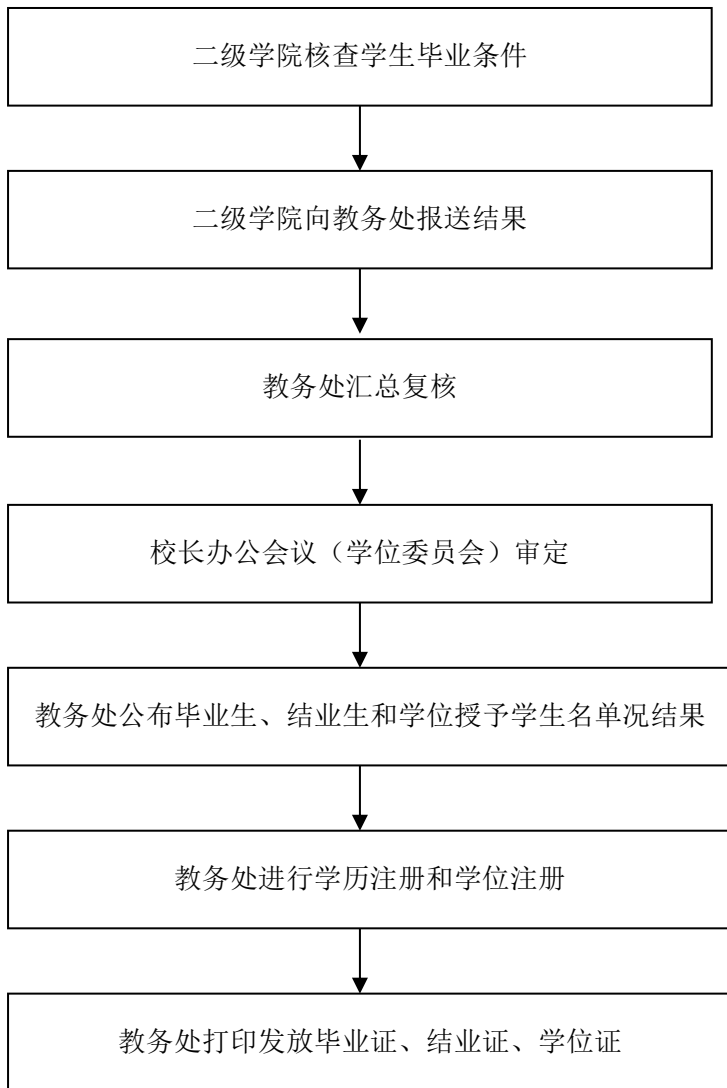 二级学院核查学生毕业条件
二级学院向教务处报送结果
教务处汇总复核
校长办公会议（学位委员会）审定
教务处公布毕业生、结业生和学位授予学生名单况结果
教务处进行学历注册和学位注册
教务处打印发放毕业证、结业证、学位证